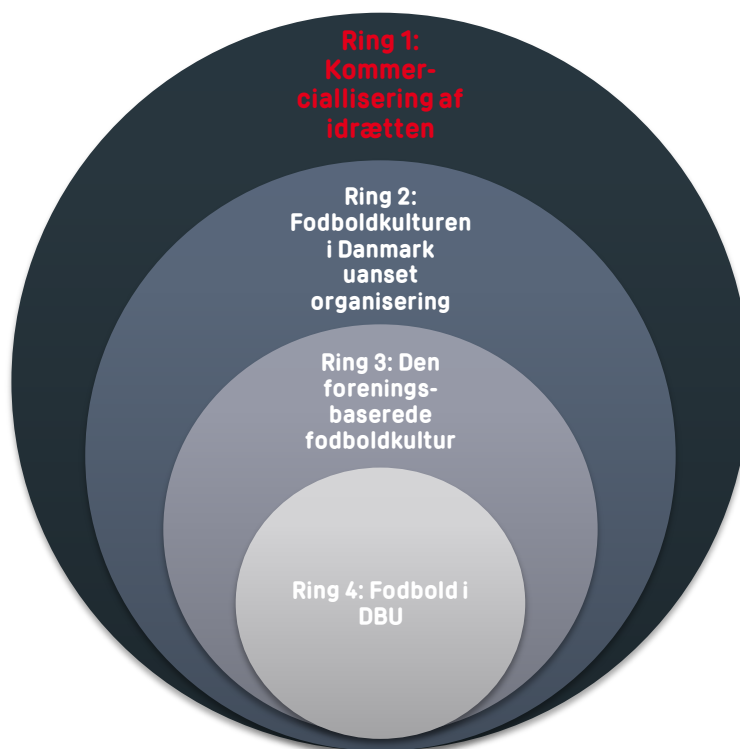 Ring 1:
Kommer-
ciallisering af
idrætten
Ring 2:
Fodboldkulturen
i Danmark
uanset
organisering
Ring 3: Den
forenings-
baserede
fodboldkultur
Ring 4: Fodbold i
DBU